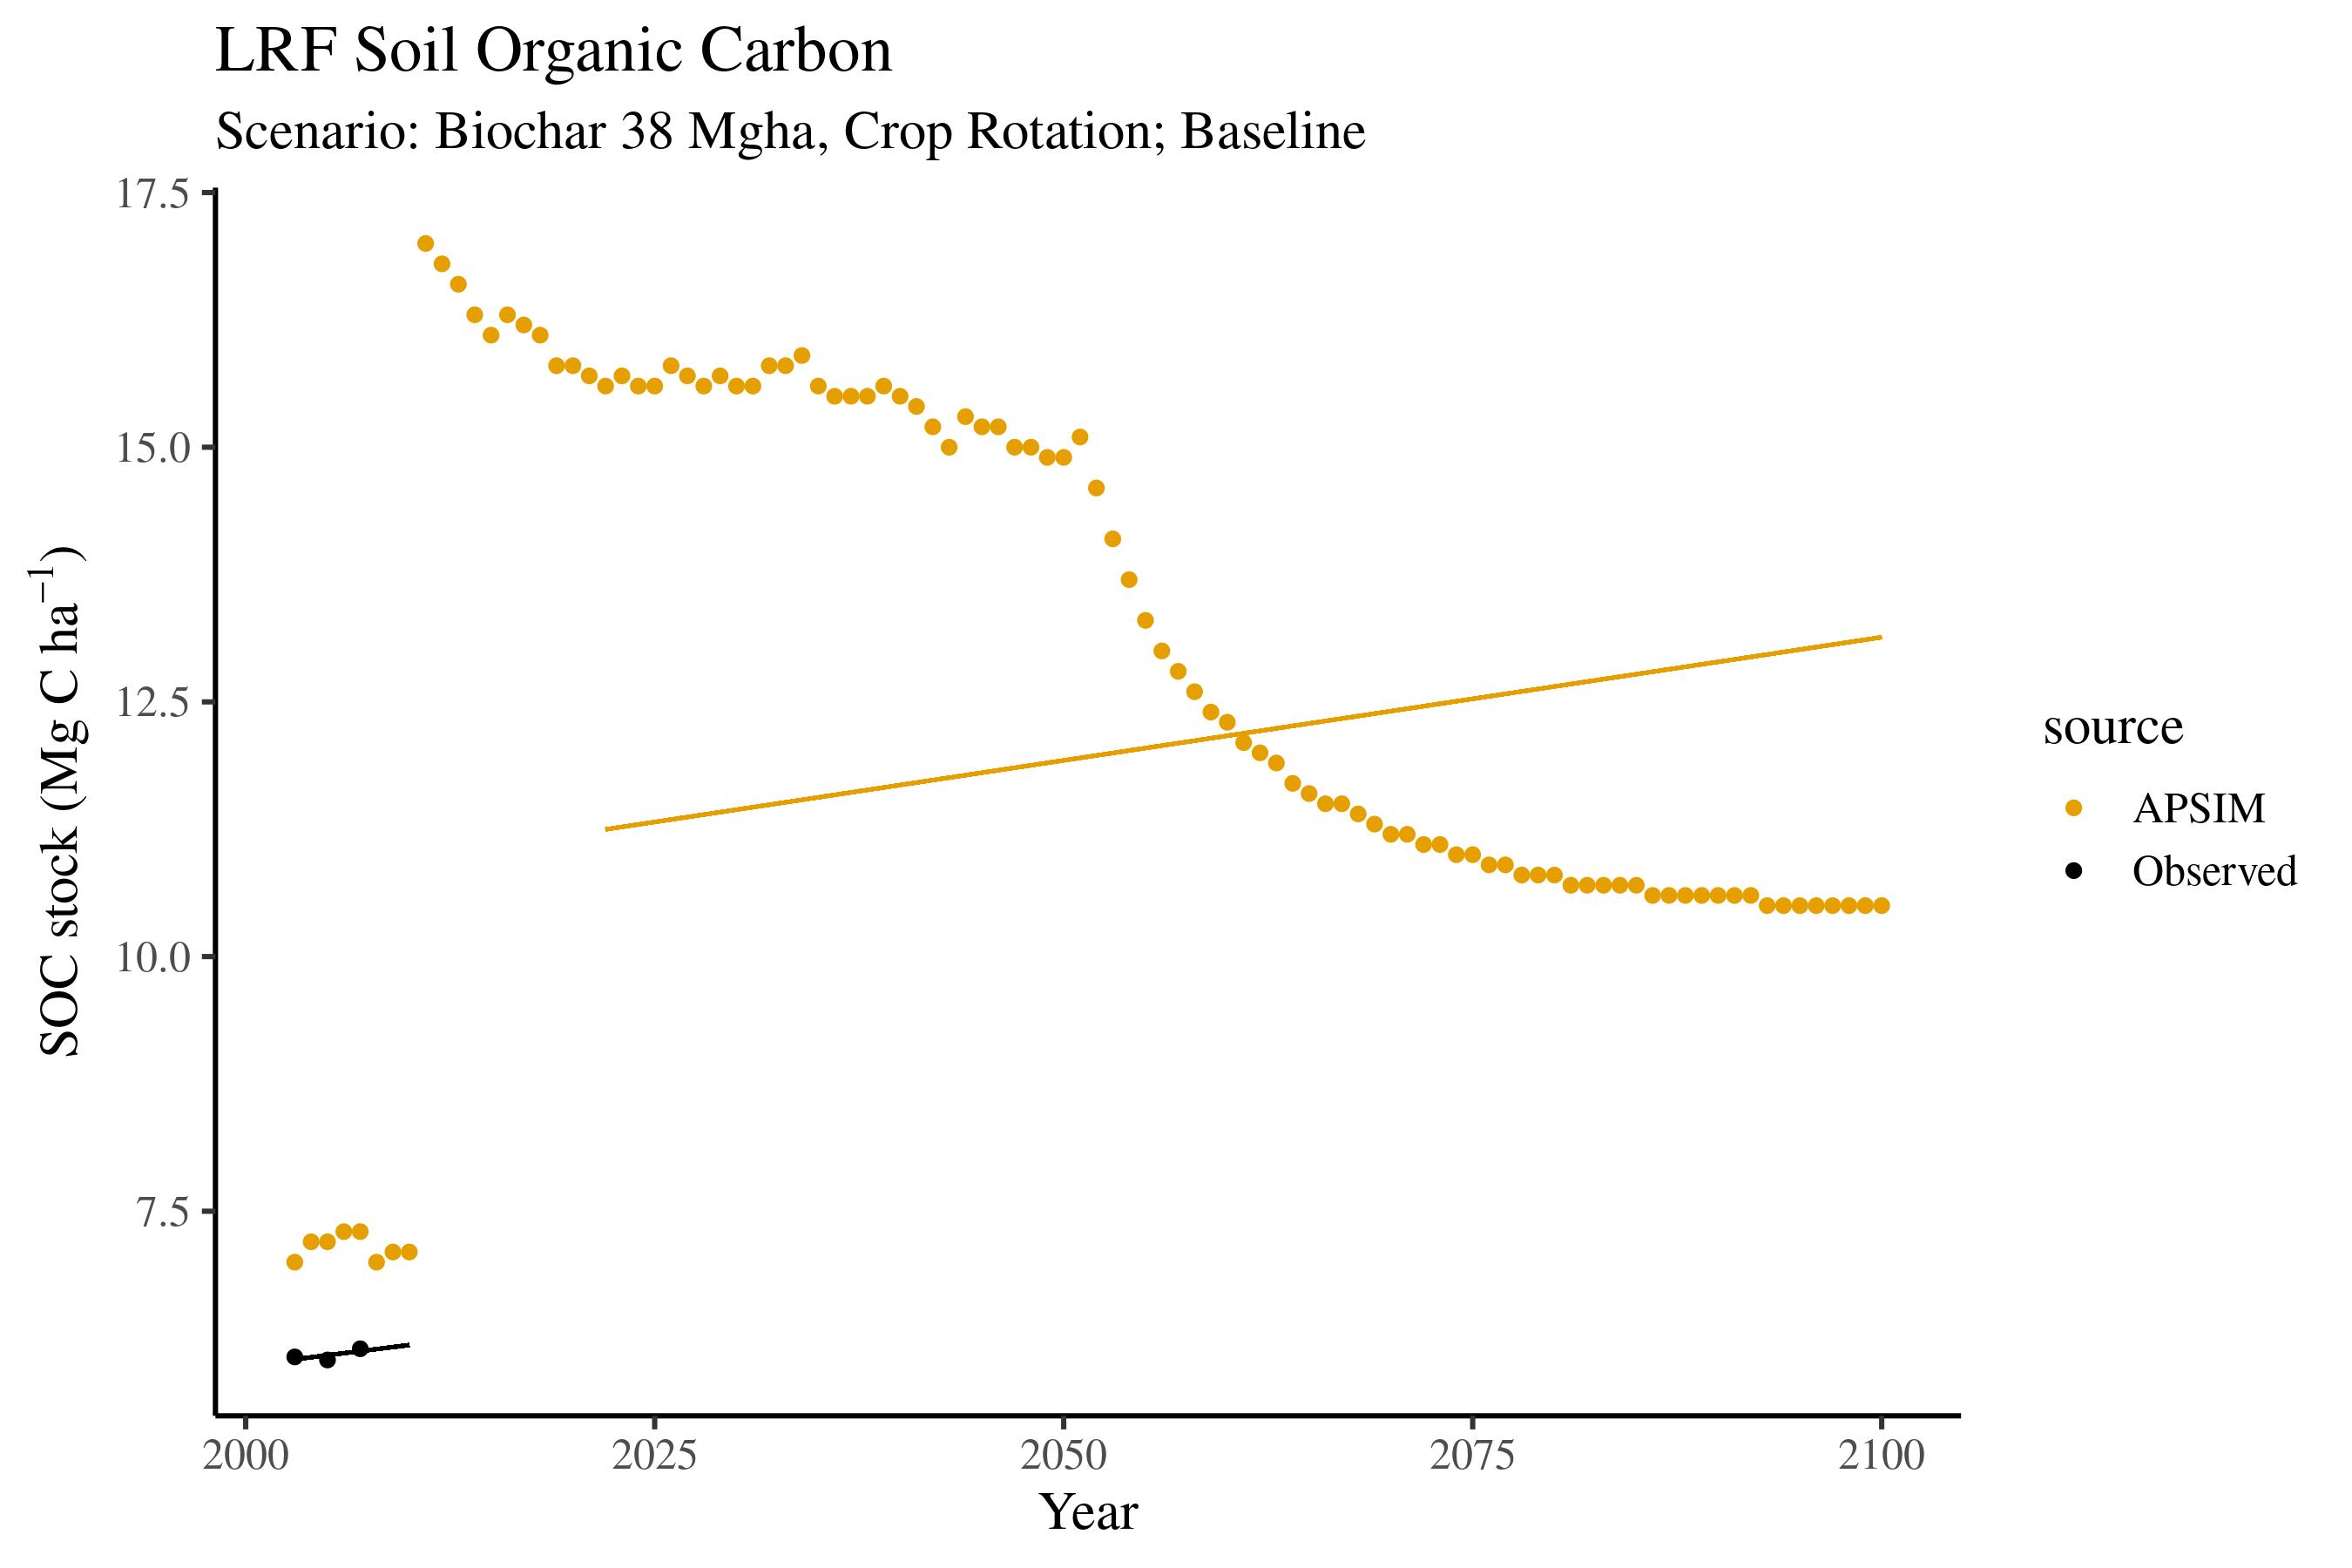 LRF Soil Organic Carbon
Scenario: Biochar 38 Mgha, Crop Rotation; Baseline
SOC stock (Mg C ha⁻¹)
17.5
15.0
12.5
10.0
7.5
2000 2025 2050 2075 2100
Year
source
APSIM
Observed